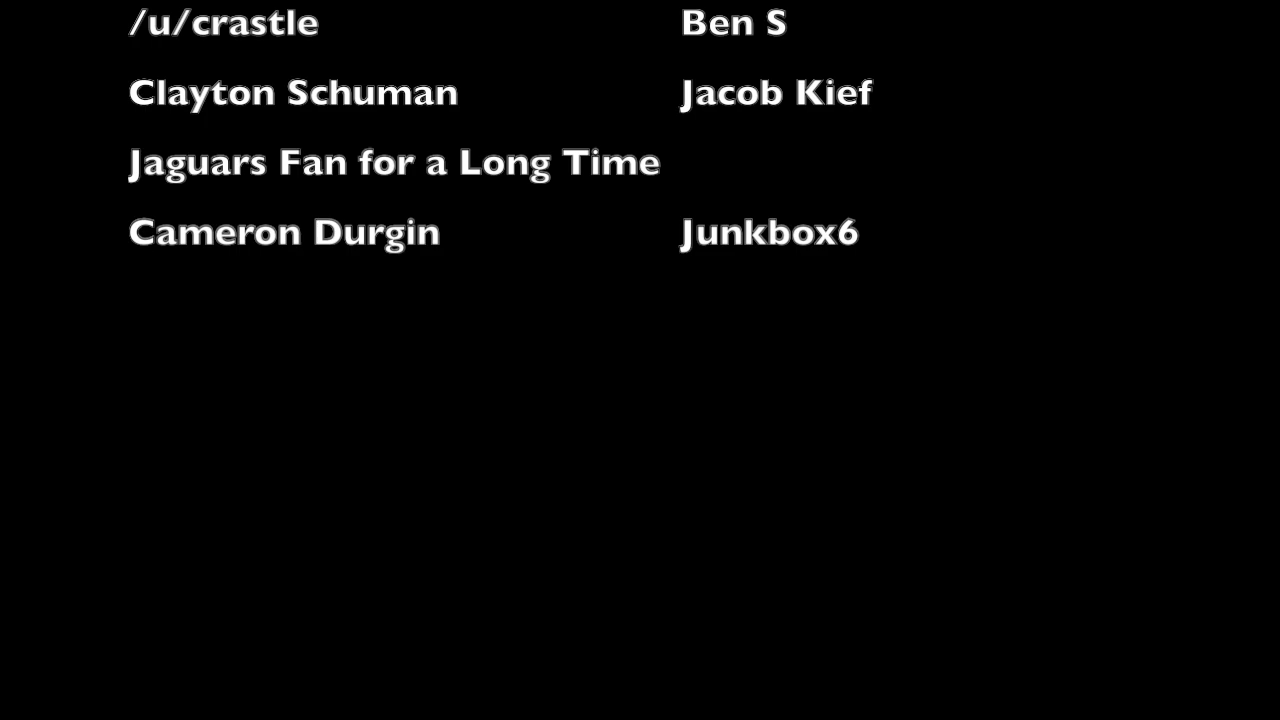 /u/crastle Ben S
Clayton Schuman Jacob Kief
Jaguars Fan for a Long Time
Cameron Durgin Junkbox6